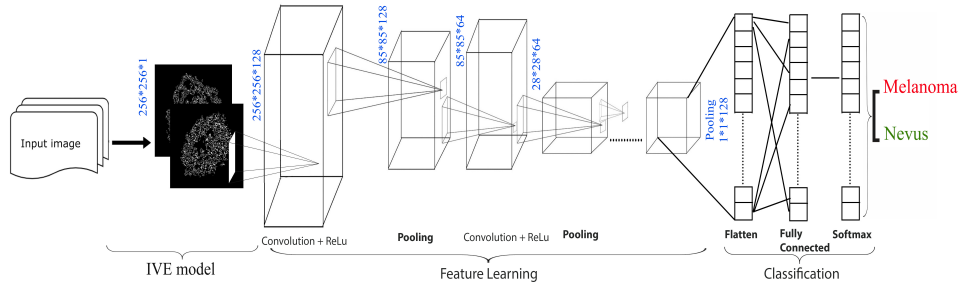 Input image
256*256*1
256*256*128
85*85*128
85*85*64
28*28*64
Pooling
1*1*128
Melanoma
Nevus
Convolution + ReLu
Pooling
Convolution + ReLu
Pooling
Flatten
Fully
Connected
Softmax
IVE model
Feature Learning
Classification